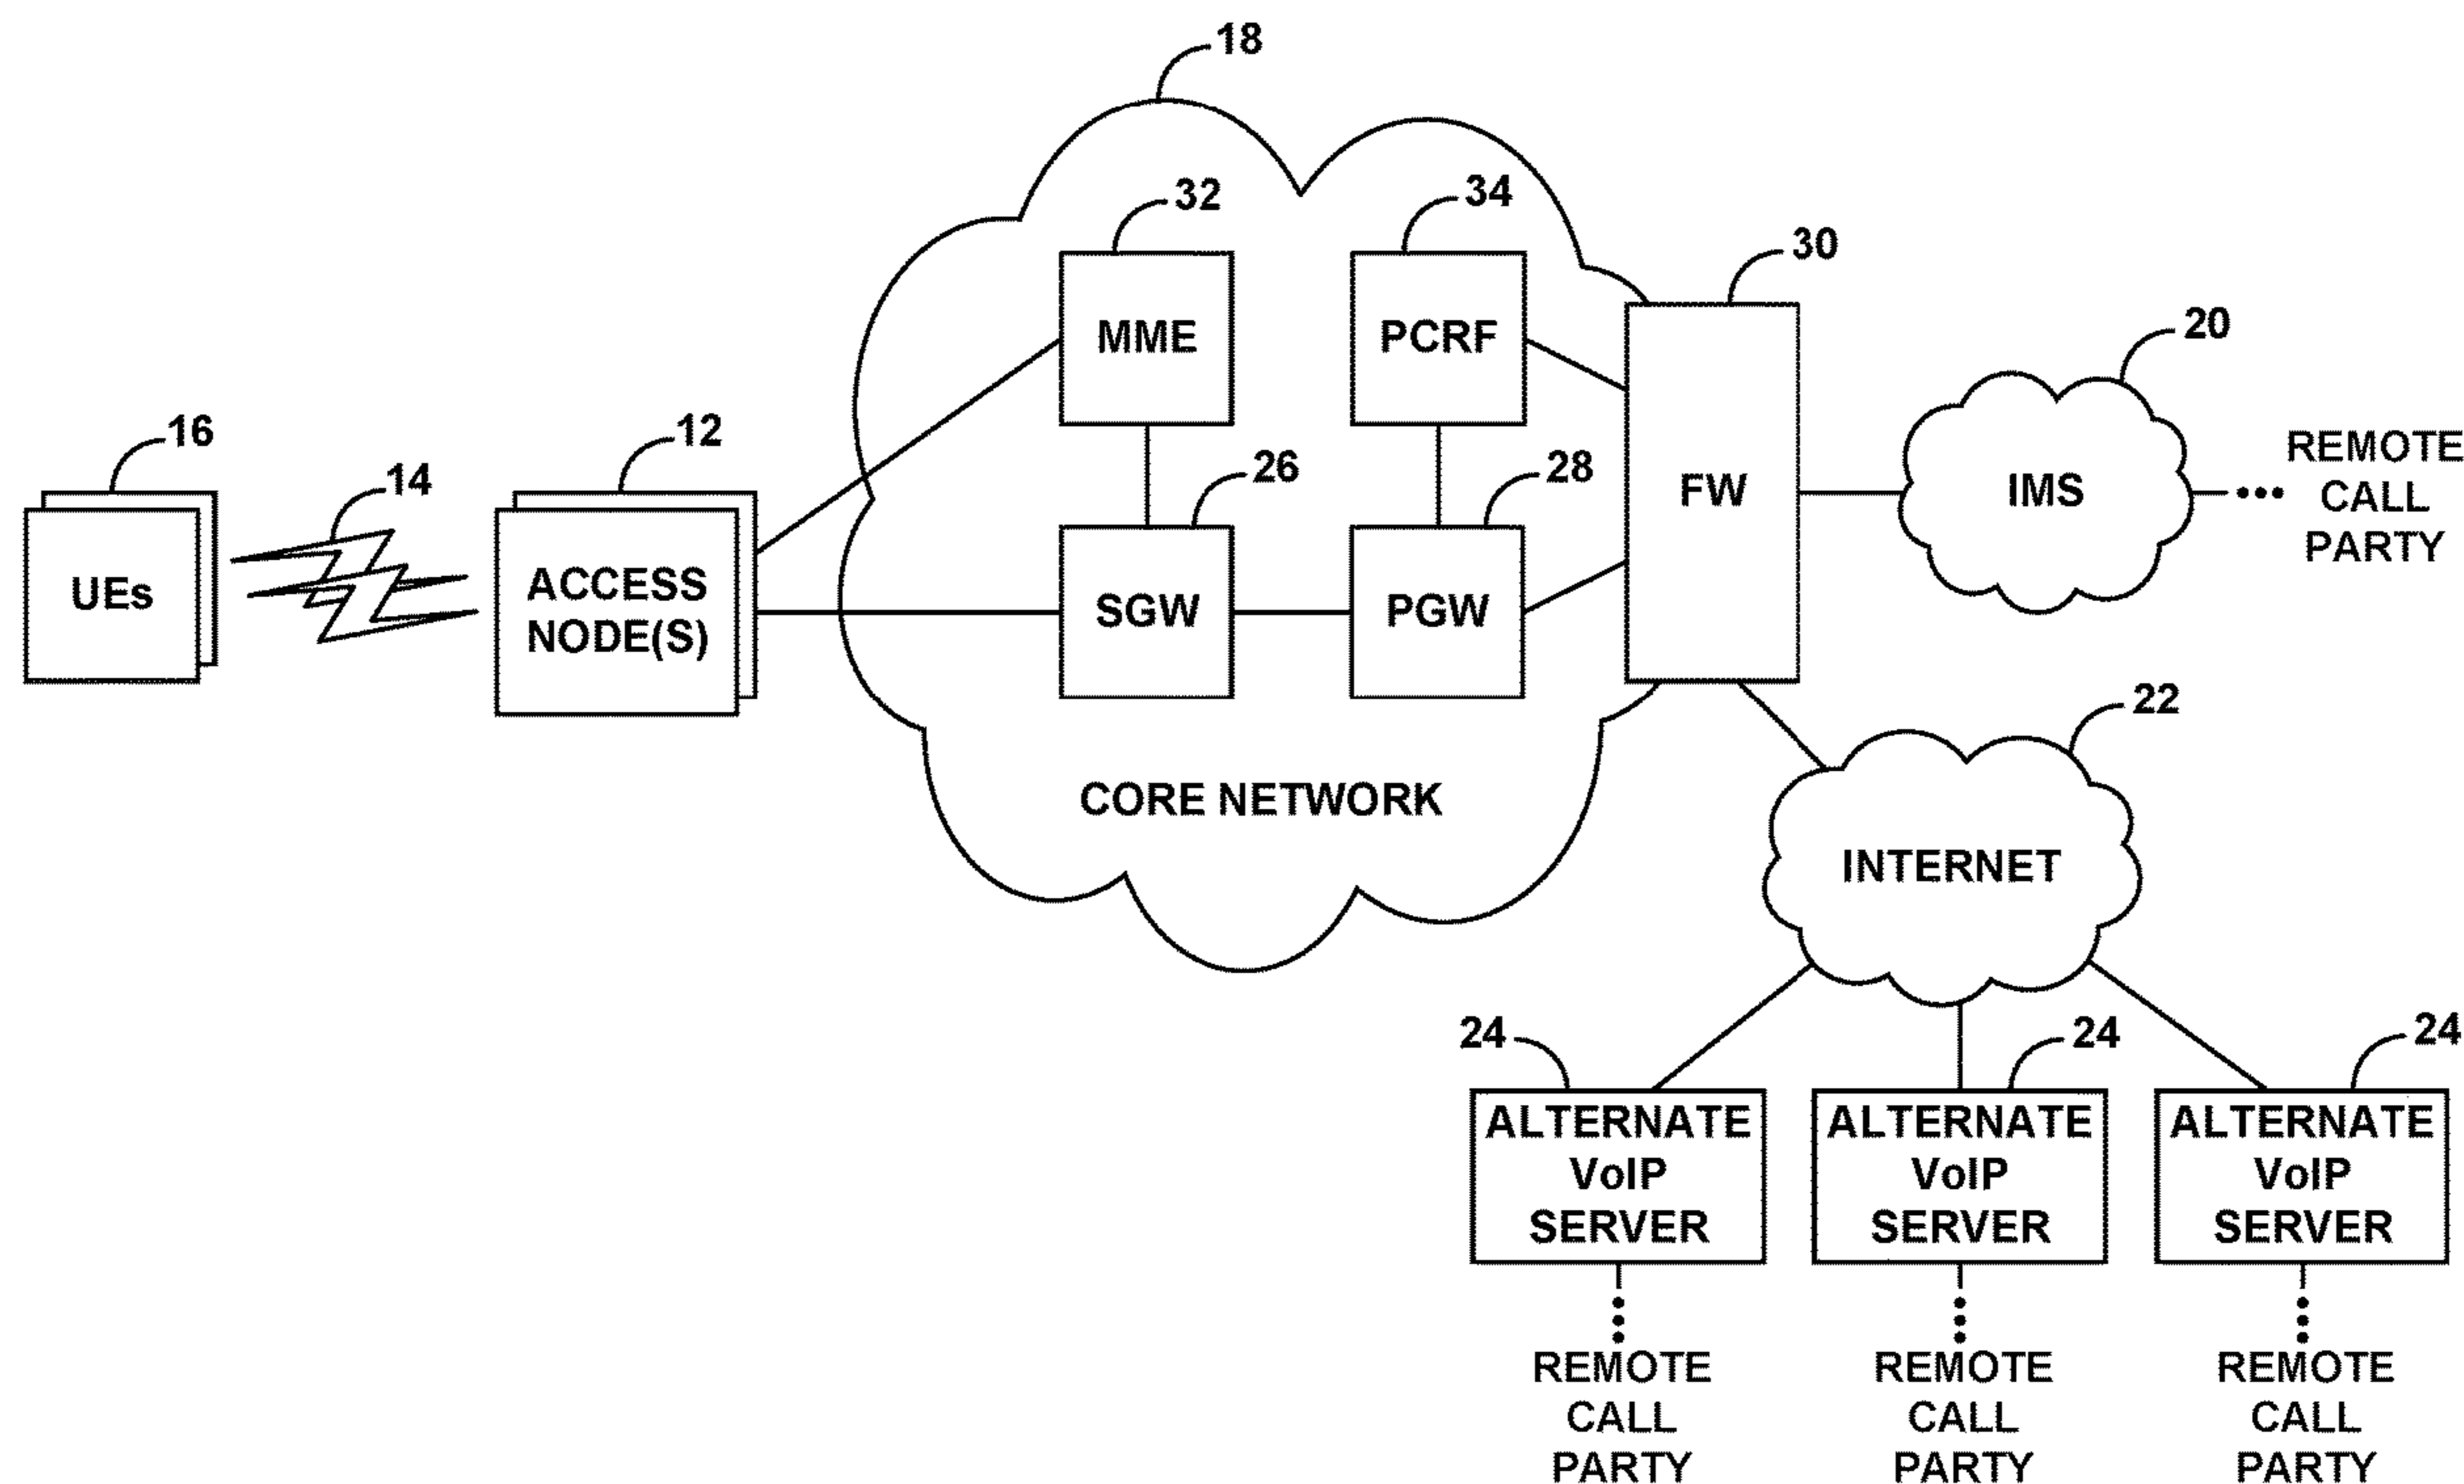 18
32
34
30
MME
PCRF
20
16
12
REMOTE
CALL
PARTY
14
26
28
FW
IMS
UEs
ACCESS
NODE(S)
SGW
PGW
22
CORE NETWORK
INTERNET
24
24
24
ALTERNATE
VoIP
SERVER
ALTERNATE
VoIP
SERVER
ALTERNATE
VoIP
SERVER
REMOTE
CALL
PARTY
REMOTE
CALL
PARTY
REMOTE
CALL
PARTY